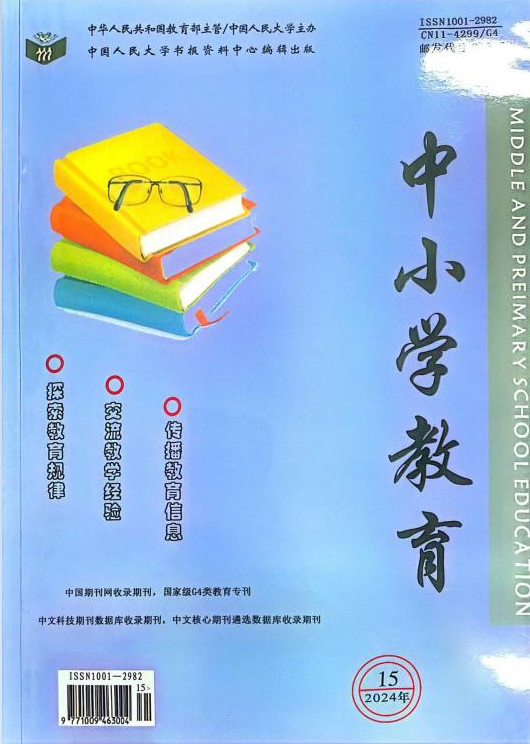 中华人民共和国教育部主管/中国人民大学主办
中国人民大学书报资料中心编辑出版
ISSN1001-2982
CN11-4299/G4
邮发代
中小学教育
MIDDLE AND PREIMARY SCHOOL EDUCATION
BOOK
探索教育规律
交流教学经验
传播教育信息
中国期刊网收录期刊，国家级G4类教育专刊
中文科技期刊数据库收录期刊，中文核心期刊遴选数据库收录期刊
ISSN1001-2982
15>
9 771009 463004
15
2024年